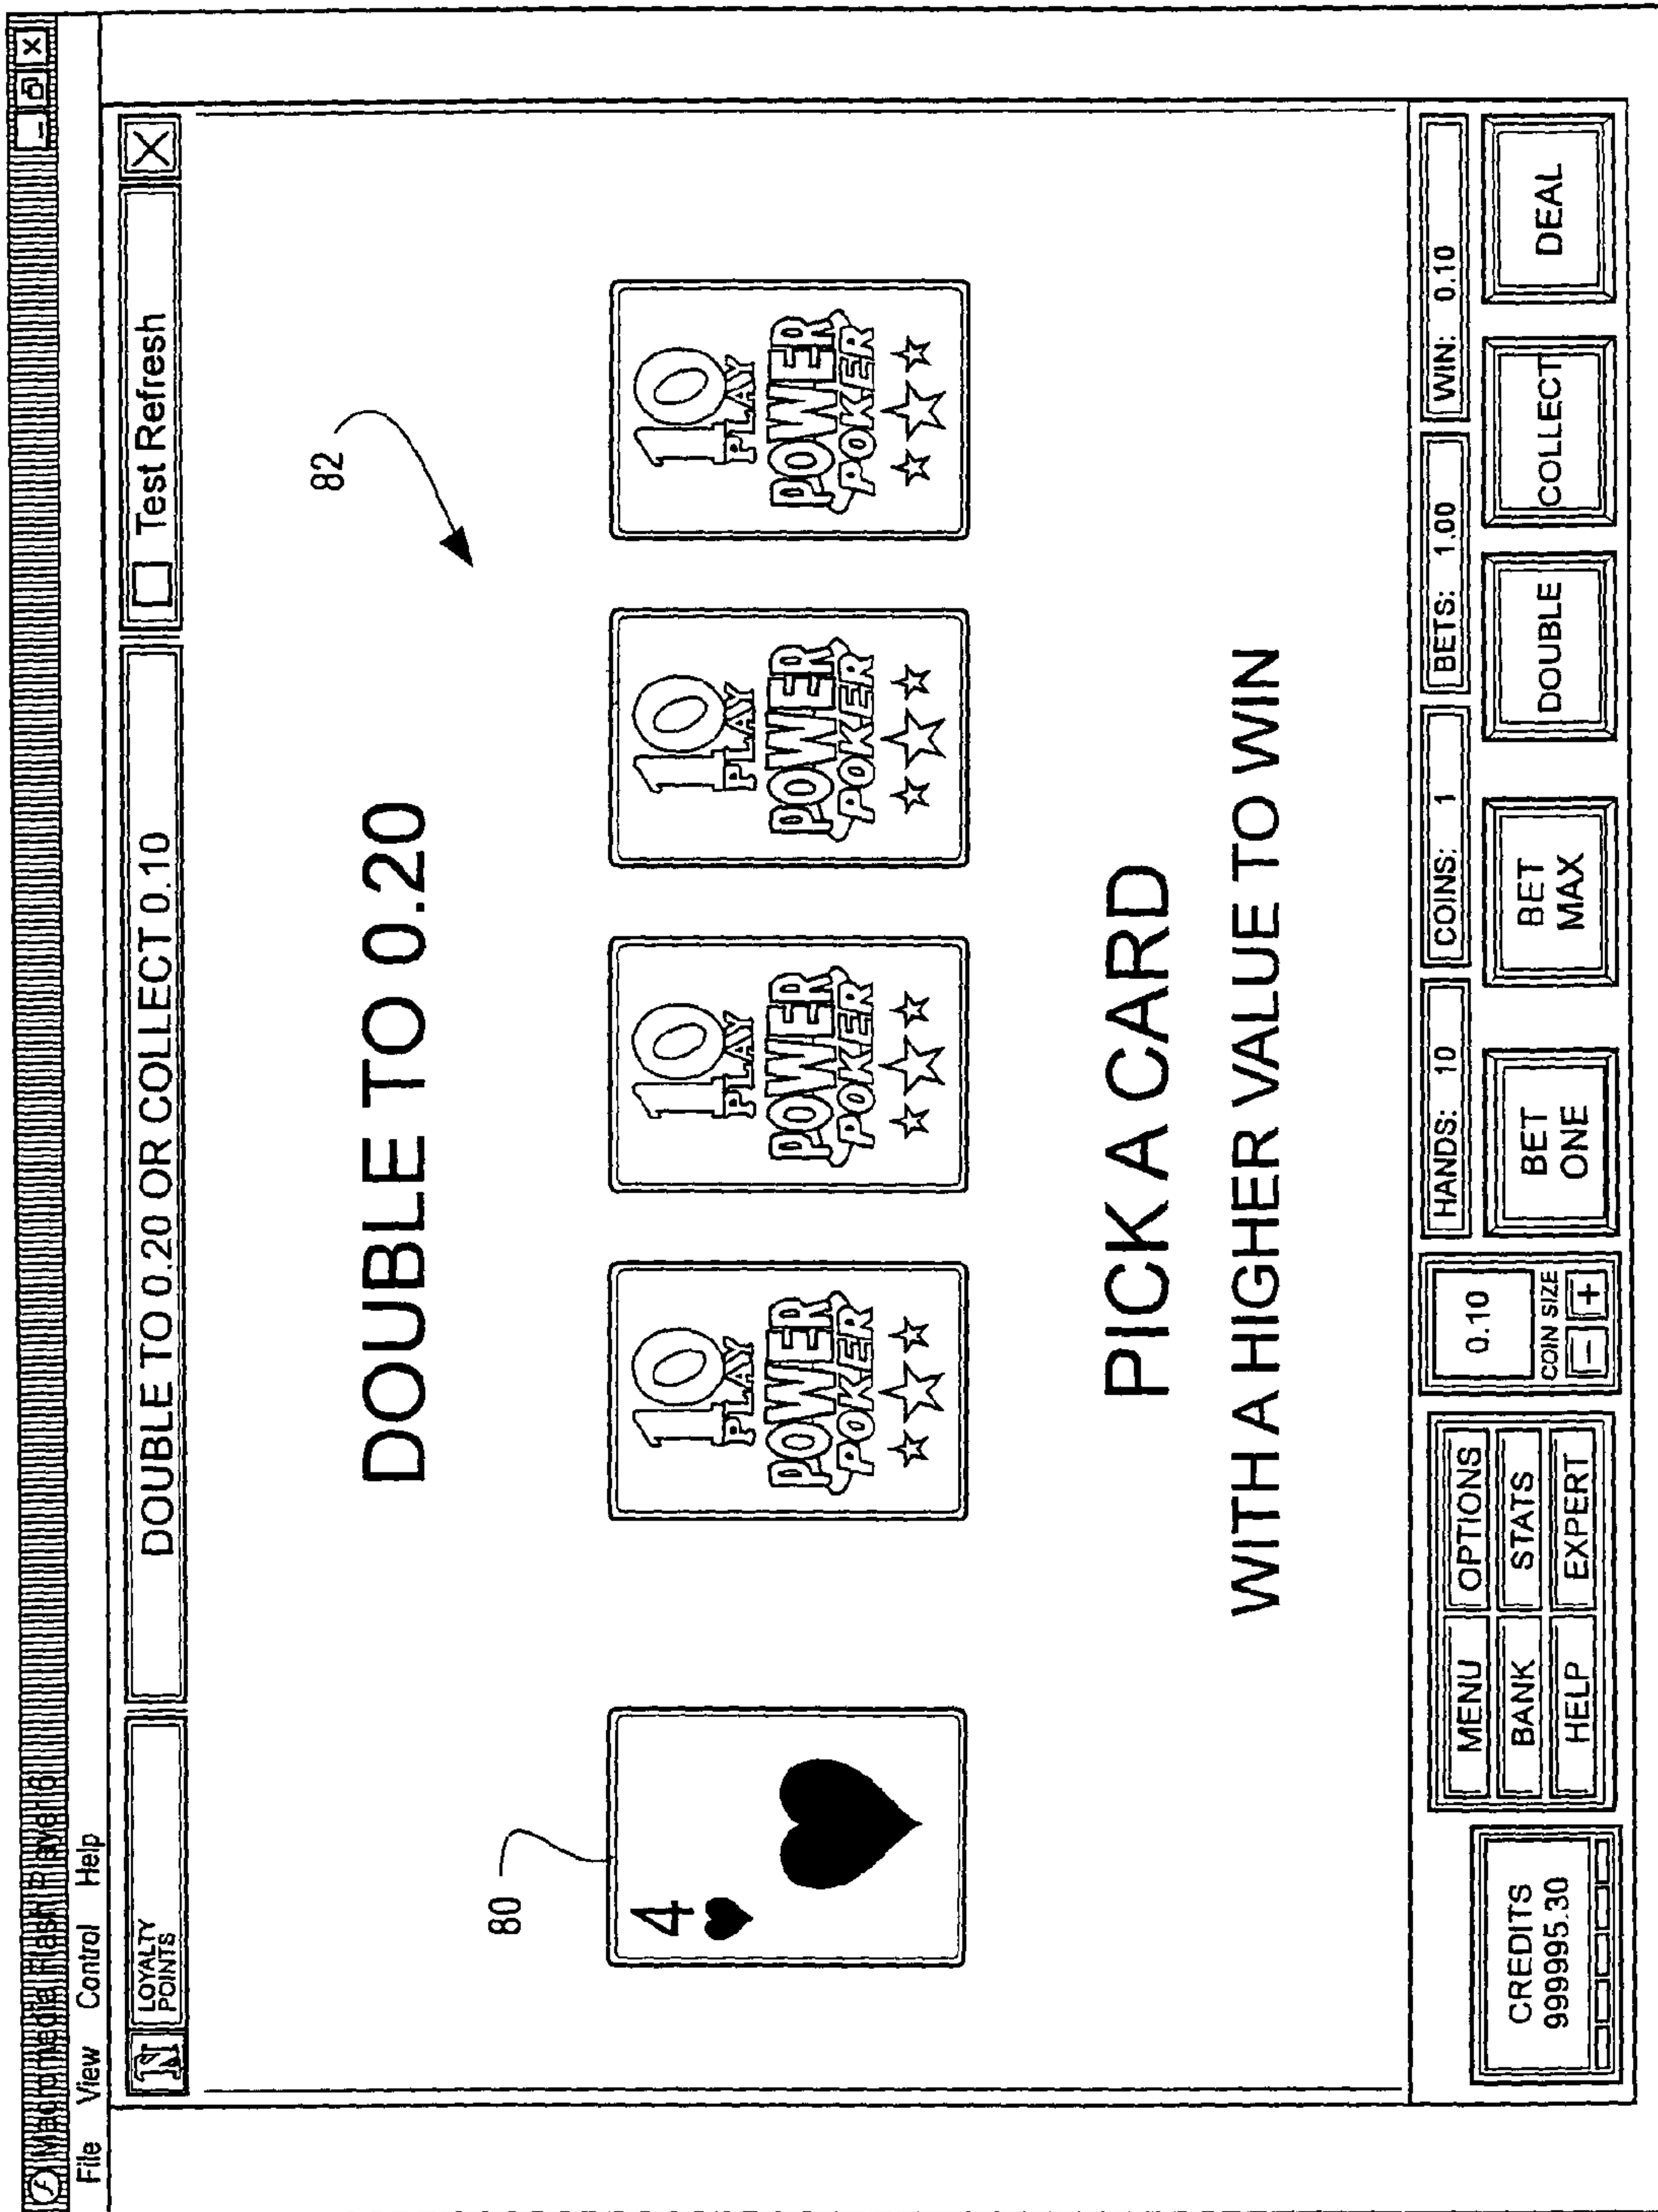 Macromedia Flash Player 6
File View Control Help
N LOYALTY POINTS
DOUBLE TO 0.20 OR COLLECT 0.10
Test Refresh
82
DOUBLE TO 0.20
80
4
10 PLAY POWER POKER
10 PLAY POWER POKER
10 PLAY POWER POKER
10 PLAY POWER POKER
PICK A CARD
WITH A HIGHER VALUE TO WIN
CREDITS
999995.30
MENU OPTIONS
BANK STATS
HELP EXPERT
0.10
COIN SIZE
- +
HANDS: 10 COINS: 1 BETS: 1.00 WIN: 0.10
BET ONE
BET MAX
DOUBLE
COLLECT
DEAL